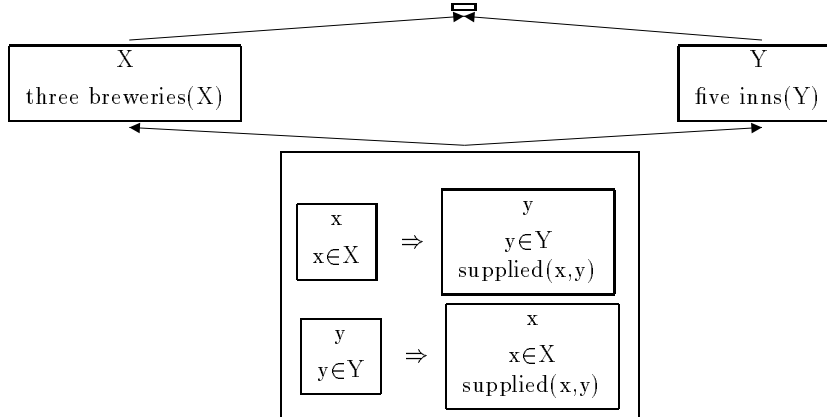 X
three breweries(X)
Y
five inns(Y)
x
x∈X
⇒
y
y∈Y
supplied(x,y)
y
y∈Y
⇒
x
x∈X
supplied(x,y)